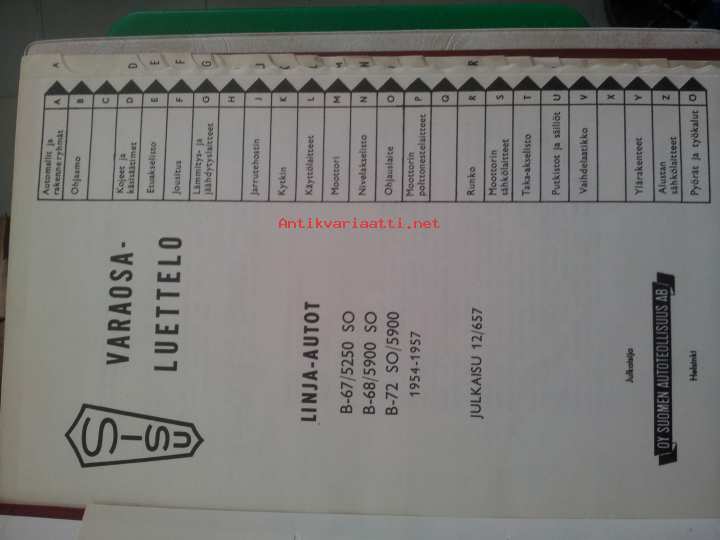 SISU
VARAOSA-
LUETTELO
LINJA-AUTOT
B-67/5250 SO
B-68/5900 SO
B-72 SO/5900
1954-1957
JULKAISU 12/657
Julkaisija
OY SUOMEN AUTOTEOLLISUUS AB
Helsinki
Automallit ja
rakenneryhmät A
Ohjaamo B
C
Kojeet ja
käsisäätimet D
Etuakselisto E
Jousitus F
Lämmitys- ja
jäähdytyslaitteet G
H
Jarrutehostin J
Kytkin K
Käyttölaitteet L
Moottori M
Nivelakselisto N
Ohjauslaite O
Moottorin
polttonestelaitteet P
Q
Runko R
Moottorin
sähkölaitteet S
Taka-akselisto T
Putkistot ja säiliöt U
Vaihdelaatikko V
X
Ylärakenteet Y
Alustan
sähkölaitteet Z
Pyörät ja työkalut O
A
D
E
F
G
J
M
N
R
Antikvariaatti.net